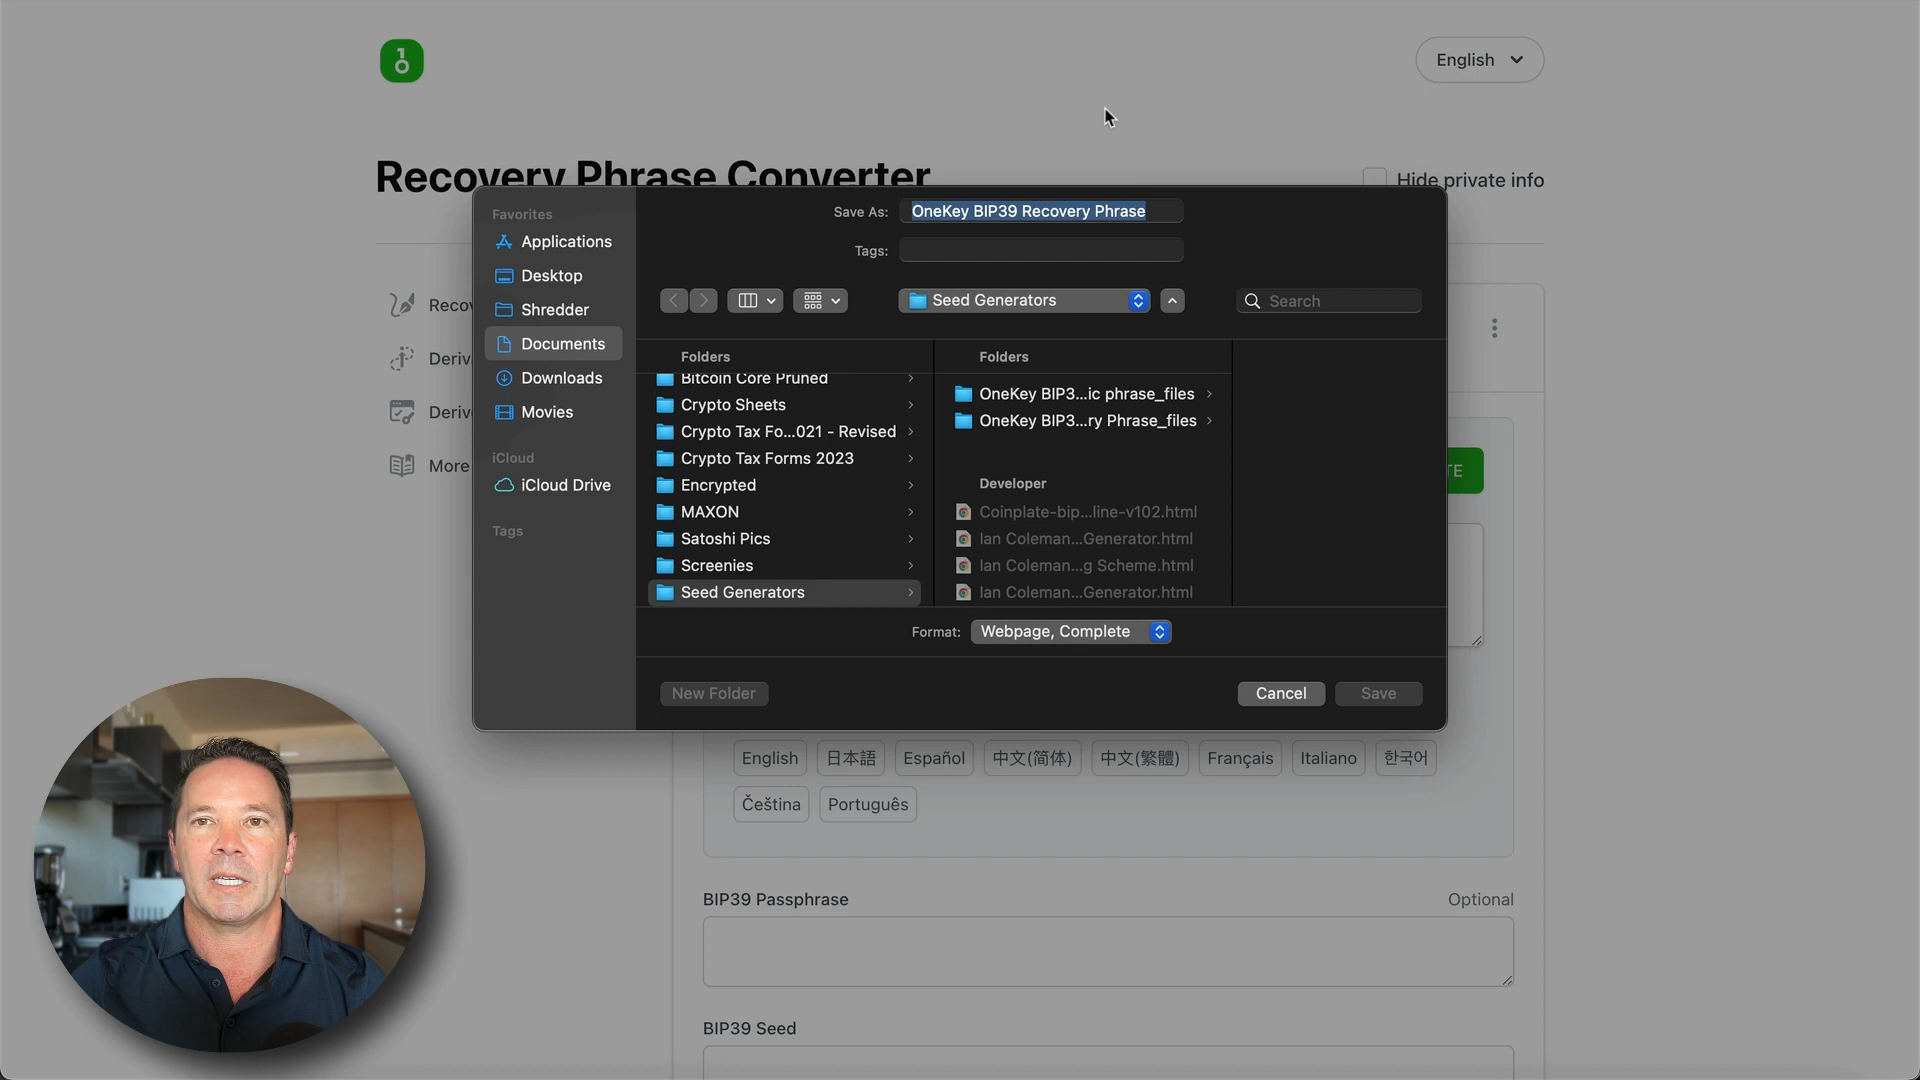 English
Recovery Phrase Converter
Hide private info
Favorites
Applications
Desktop
Shredder
Documents
Downloads
Movies
iCloud
iCloud Drive
Tags
Save As: OneKey BIP39 Recovery Phrase
Tags:
Seed Generators
Search
Folders
Bitcoin Core Pruned
Crypto Sheets
Crypto Tax Fo...021 - Revised
Crypto Tax Forms 2023
Encrypted
MAXON
Satoshi Pics
Screenies
Seed Generators
Folders
OneKey BIP3...ic phrase_files
OneKey BIP3...ry Phrase_files
Developer
Coinplate-bip...line-v102.html
Ian Coleman...Generator.html
Ian Coleman...g Scheme.html
Ian Coleman...Generator.html
Format: Webpage, Complete
New Folder
Cancel
Save
Recov
Deriv
Deriv
More
TE
English 日本語 Español 中文(简体) 中文(繁體) Français Italiano 한국어
Čeština Português
BIP39 Passphrase
Optional
BIP39 Seed